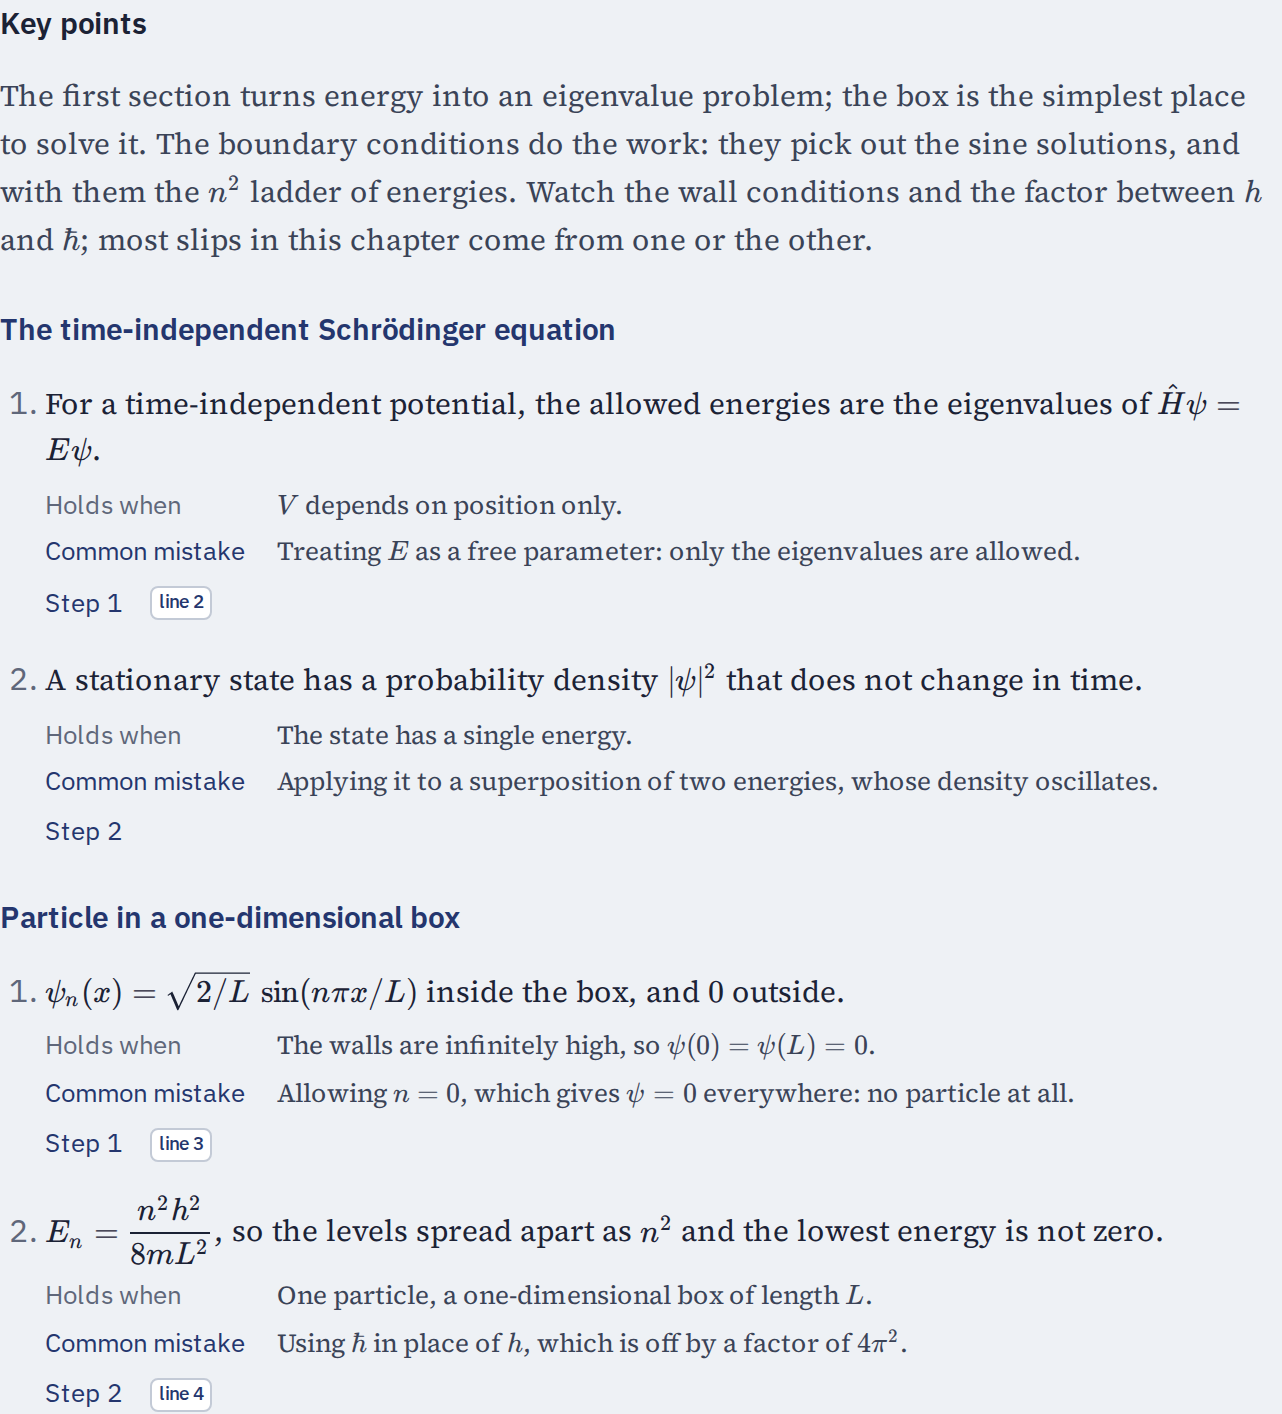 Key points
The first section turns energy into an eigenvalue problem; the box is the simplest place
to solve it. The boundary conditions do the work: they pick out the sine solutions, and
with them the n² ladder of energies. Watch the wall conditions and the factor between h
and ħ; most slips in this chapter come from one or the other.
The time-independent Schrödinger equation
1. For a time-independent potential, the allowed energies are the eigenvalues of Ĥψ =
Eψ.
Holds when V depends on position only.
Common mistake Treating E as a free parameter: only the eigenvalues are allowed.
Step 1 line 2
2. A stationary state has a probability density |ψ|² that does not change in time.
Holds when The state has a single energy.
Common mistake Applying it to a superposition of two energies, whose density oscillates.
Step 2
Particle in a one-dimensional box
1. ψₙ(x) = √(2/L) sin(nπx/L) inside the box, and 0 outside.
Holds when The walls are infinitely high, so ψ(0) = ψ(L) = 0.
Common mistake Allowing n = 0, which gives ψ = 0 everywhere: no particle at all.
Step 1 line 3
2. Eₙ = n²h²/8mL², so the levels spread apart as n² and the lowest energy is not zero.
Holds when One particle, a one-dimensional box of length L.
Common mistake Using ħ in place of h, which is off by a factor of 4π².
Step 2 line 4